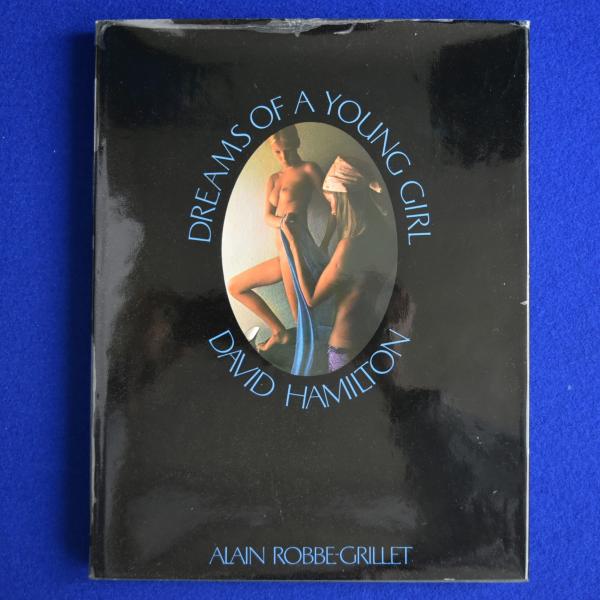 DREAMS OF A YOUNG GIRL
DAVID HAMILTON
ALAIN ROBBE-GRILLET